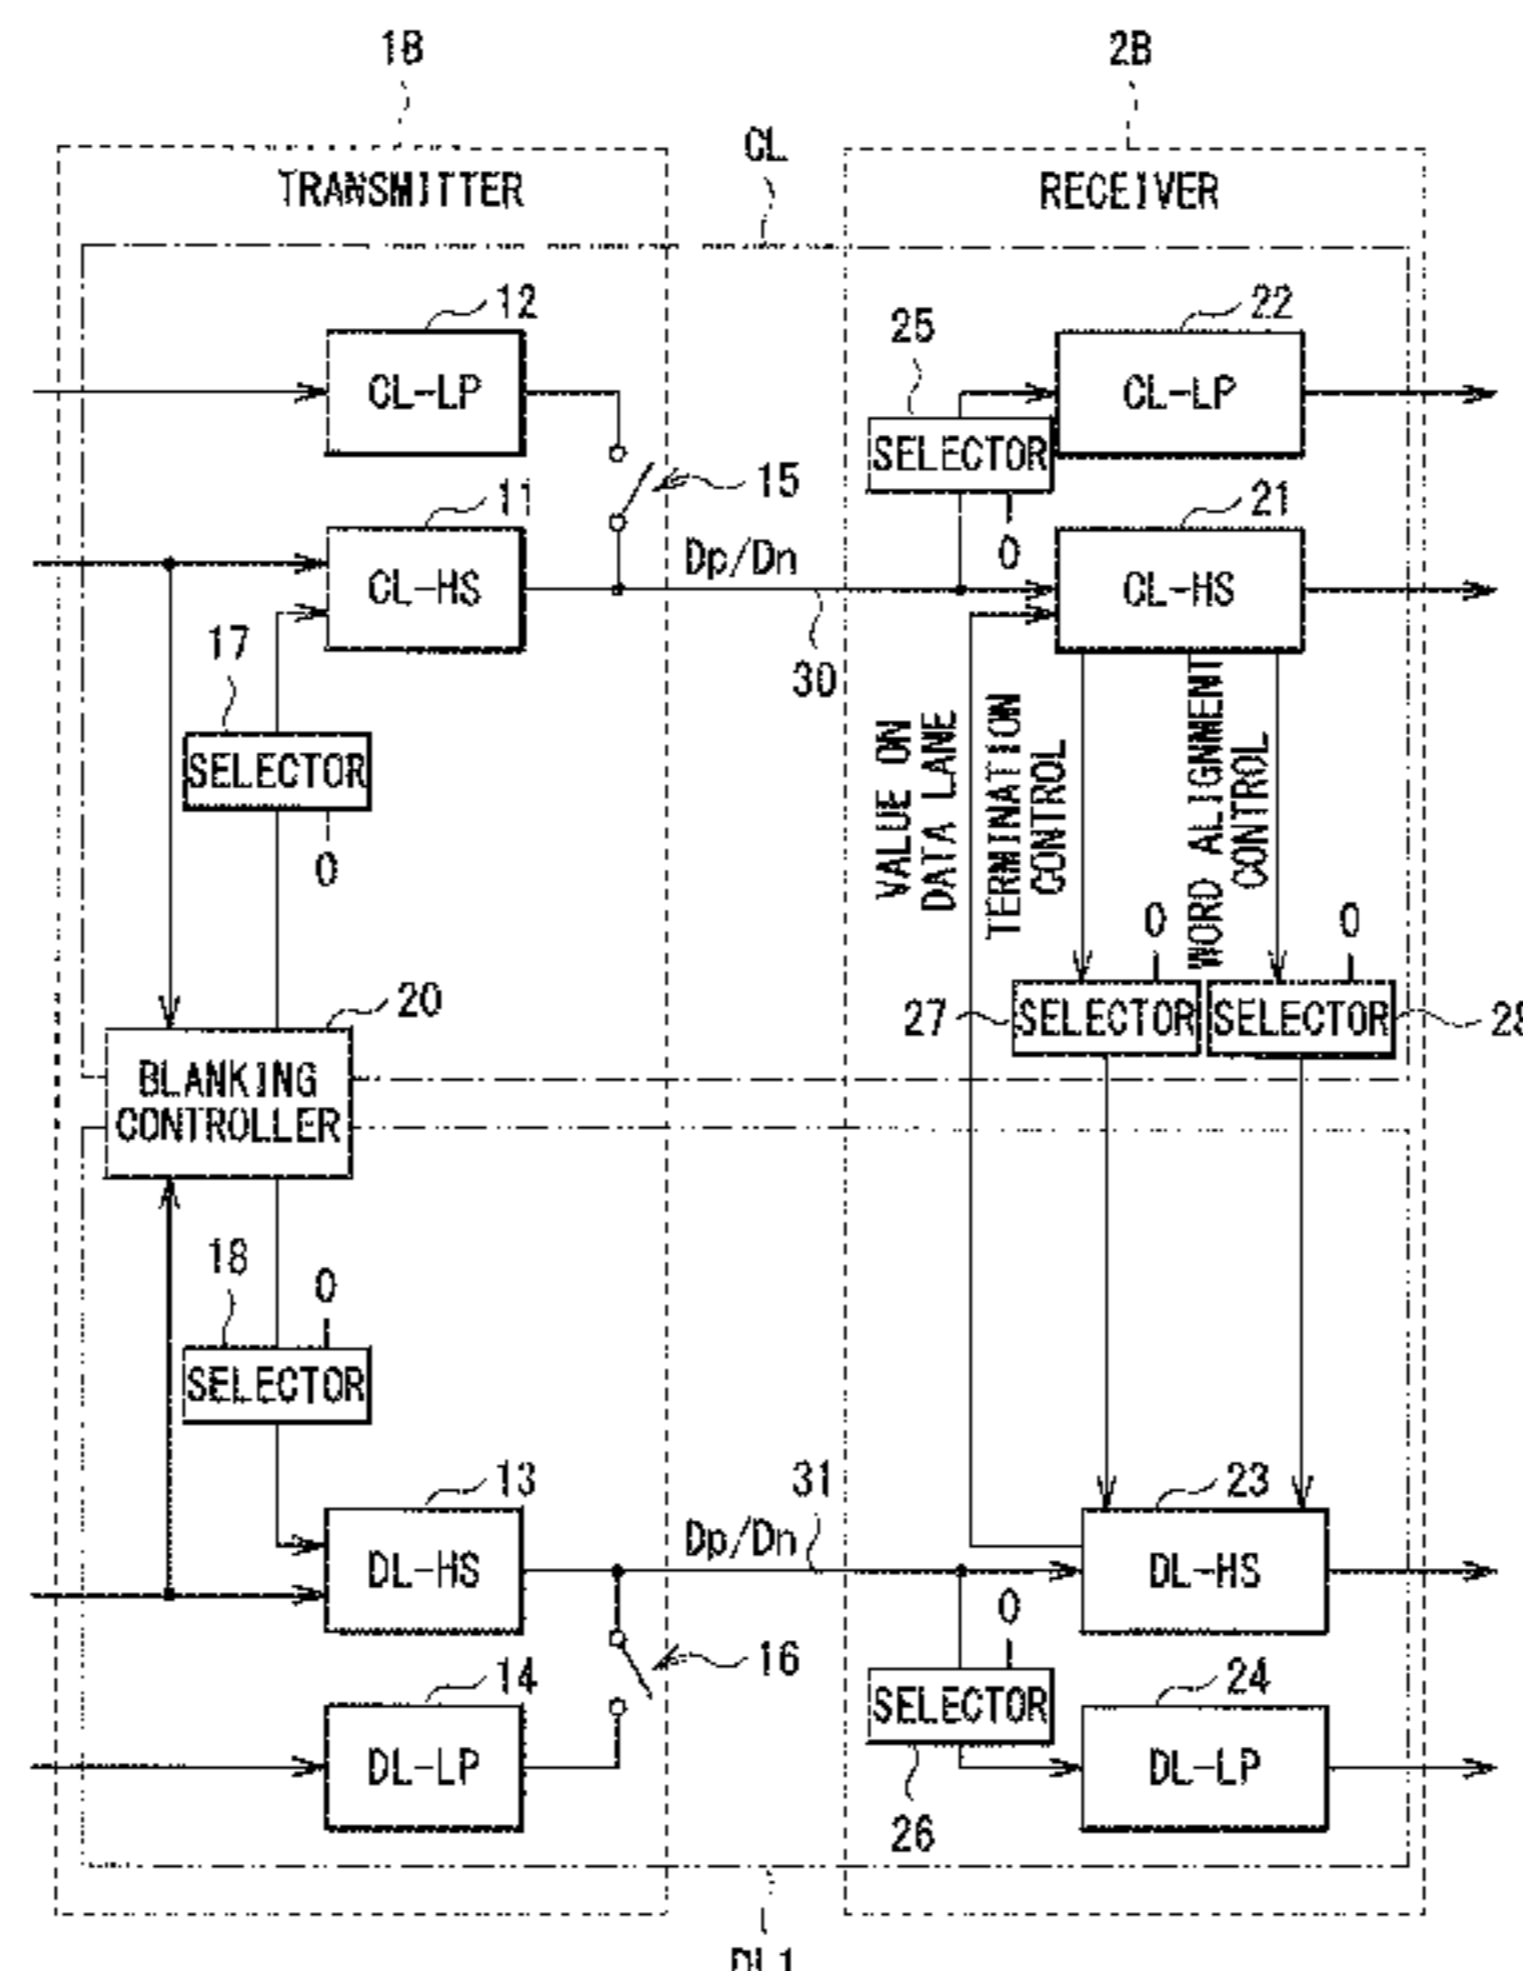 1B 2B
CL
TRANSMITTER RECEIVER
12 22
25
CL-LP CL-LP
SELECTOR
15
11 21
0
Dp/Dn
CL-HS CL-HS
17
30
SELECTOR
0
VALUE ON
DATA LANE
TERMINATION
CONTROL
WORD ALIGNMENT
CONTROL
0 0
20
27 SELECTOR SELECTOR
BLANKING
CONTROLLER
18 0
SELECTOR
13 31 23
Dp/Dn
DL-HS DL-HS
0
16
14 24
SELECTOR
DL-LP DL-LP
26